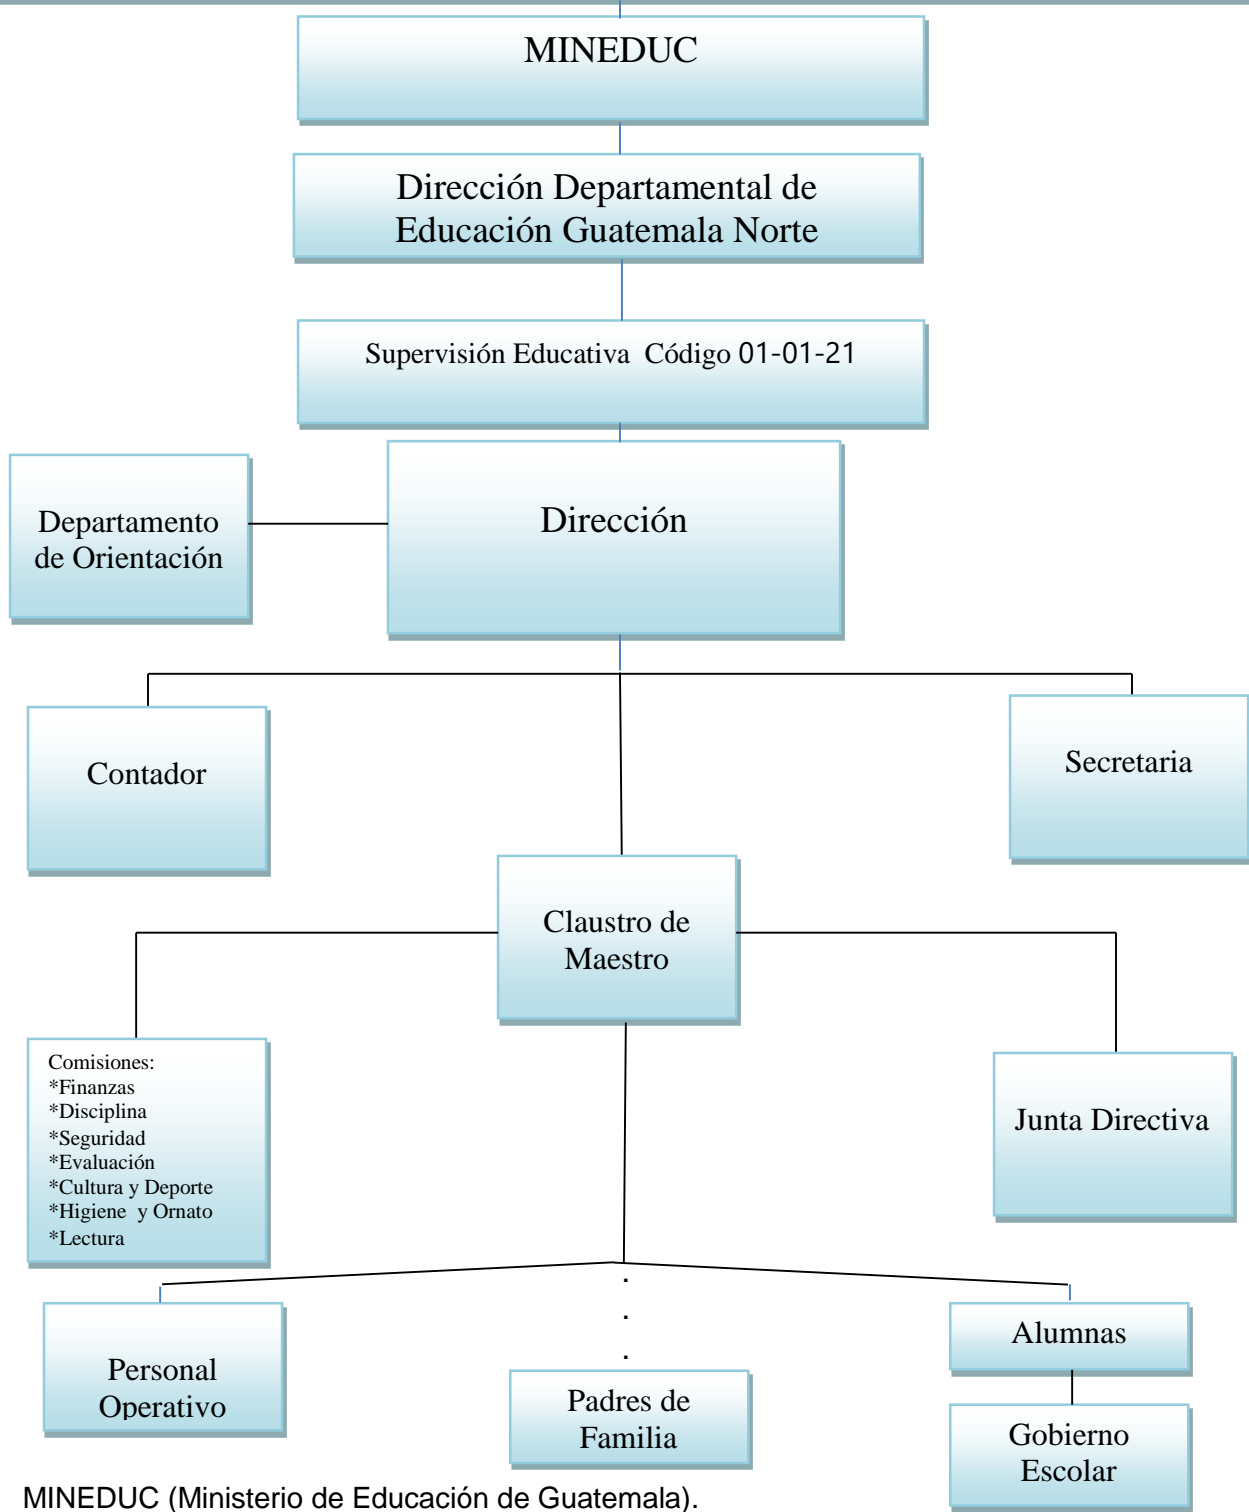 MINEDUC
Dirección Departamental de
Educación Guatemala Norte
Supervisión Educativa  Código 01-01-21
Departamento
de Orientación
Dirección
Contador
Secretaria
Claustro de
Maestro
Comisiones:
*Finanzas
*Disciplina
*Seguridad
*Evaluación
*Cultura y Deporte
*Higiene  y Ornato
*Lectura
Junta Directiva
Personal
Operativo
.
.
.
Padres de
Familia
Alumnas
Gobierno
Escolar
MINEDUC (Ministerio de Educación de Guatemala).